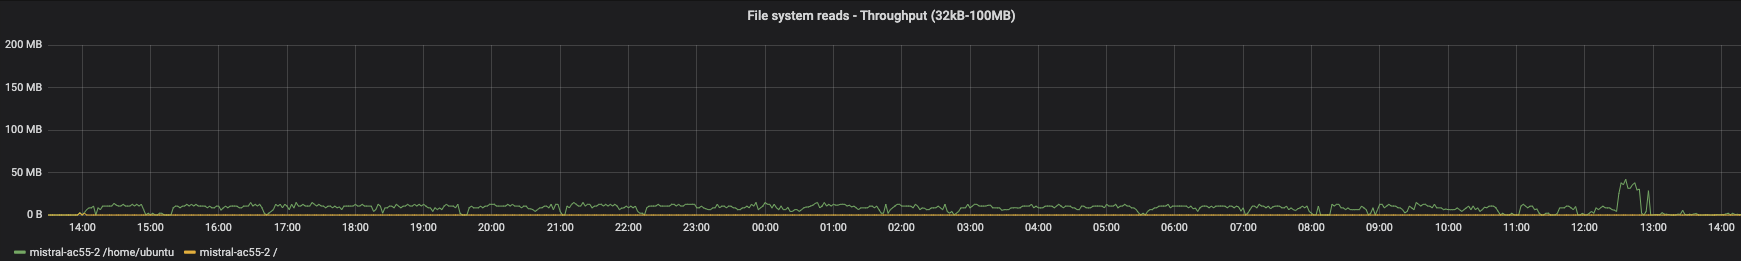 File system reads - Throughput (32kB-100MB)
200 MB
150 MB
100 MB
50 MB
0 B
14:00 15:00 16:00 17:00 18:00 19:00 20:00 21:00 22:00 23:00 00:00 01:00 02:00 03:00 04:00 05:00 06:00 07:00 08:00 09:00 10:00 11:00 12:00 13:00 14:00
mistral-ac55-2 /home/ubuntu mistral-ac55-2 /